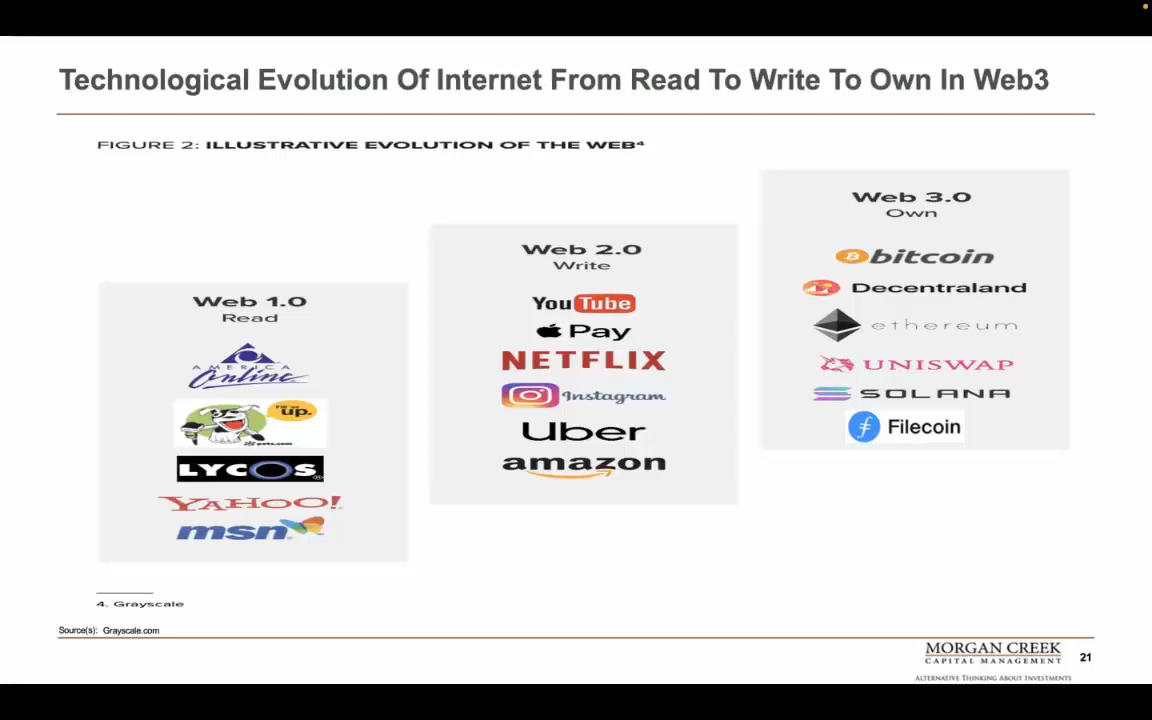 Technological Evolution Of Internet From Read To Write To Own In Web3
FIGURE 2: ILLUSTRATIVE EVOLUTION OF THE WEB⁴
Web 1.0
Read
AMERICA
Online
up.
pets.com
LYCOS®
YAHOO!
msn
Web 2.0
Write
YouTube
Pay
NETFLIX
Instagram
Uber
amazon
Web 3.0
Own
bitcoin
Decentraland
ethereum
UNISWAP
SOLANA
Filecoin
4. Grayscale
Source(s): Grayscale.com
MORGAN CREEK
CAPITAL MANAGEMENT
ALTERNATIVE THINKING ABOUT INVESTMENTS
21